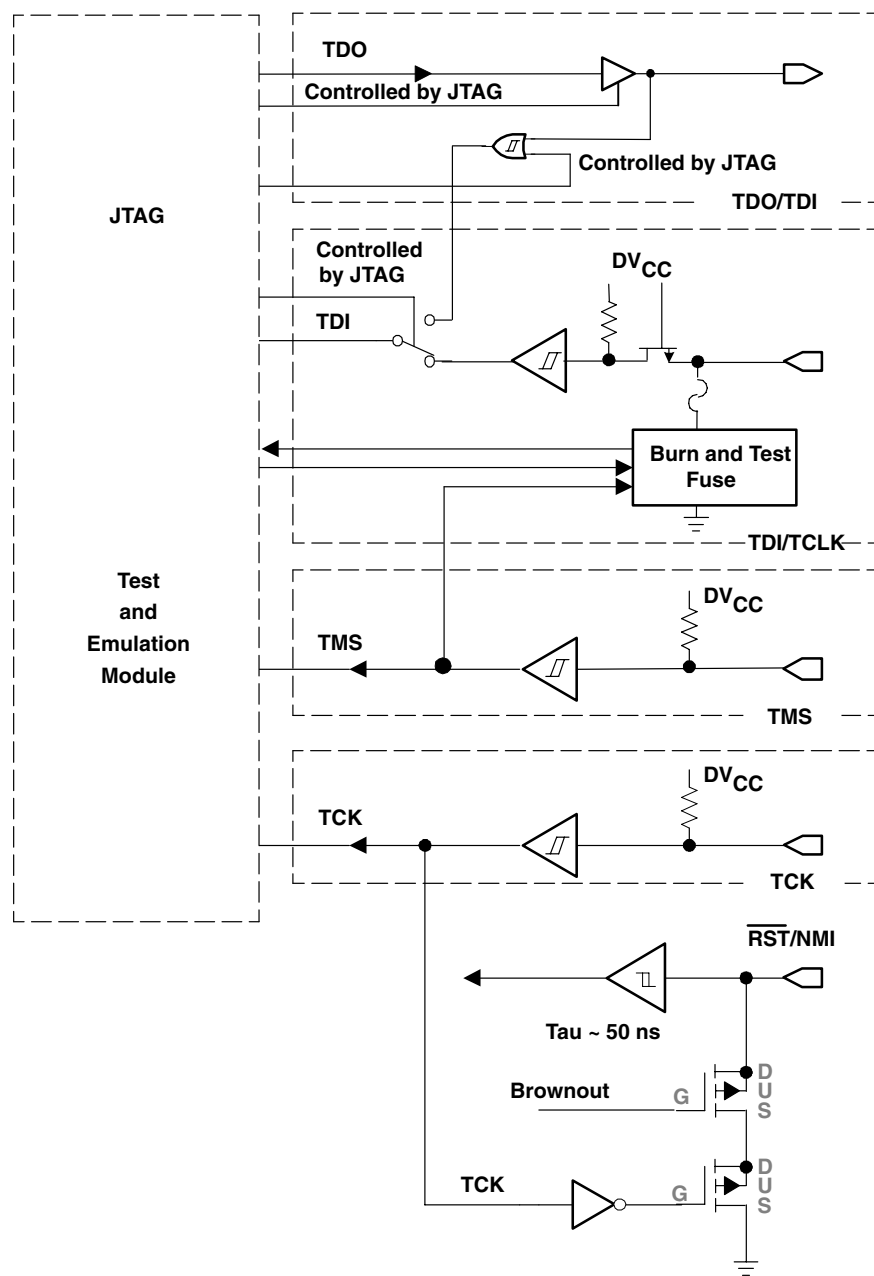 TDO
Controlled by JTAG
Controlled by JTAG
TDO/TDI
JTAG
Controlled
by JTAG
DVCC
TDI
Burn and Test
Fuse
TDI/TCLK
Test
and
Emulation
Module
DVCC
TMS
TMS
DVCC
TCK
TCK
RST/NMI
Tau ~ 50 ns
Brownout
G
D
U
S
TCK
G
D
U
S